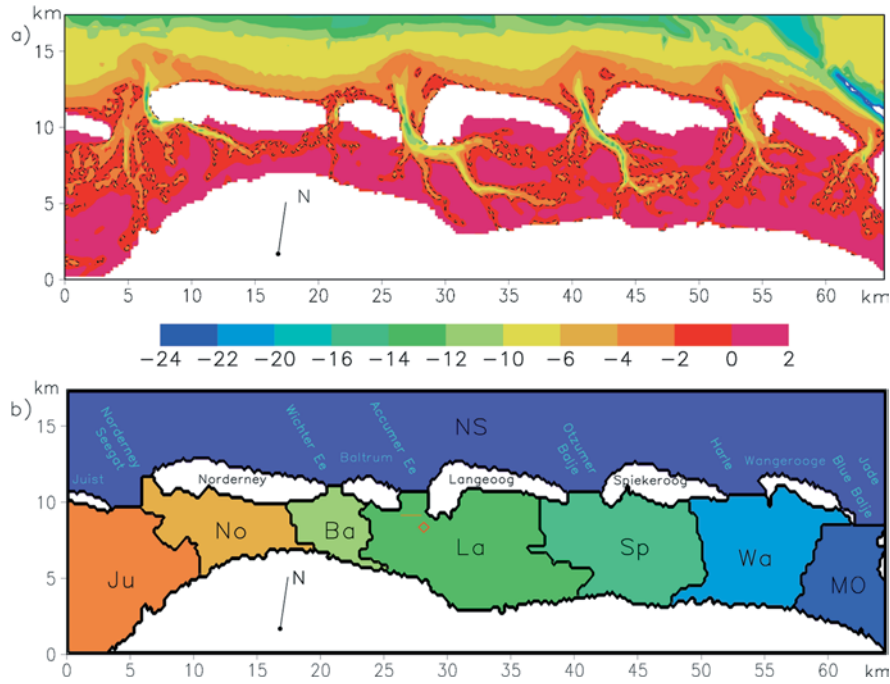 km
a)
15
10
5
0
N
0 5 10 15 20 25 30 35 40 45 50 55 60 km
−24 −22 −20 −16 −14 −12 −10 −6 −4 −2 0 2
km
b)
15
10
5
0
NS
Juist
Norderney
Seegat
Norderney
Wichter Ee
Baltrum
Accumer Ee
Langeoog
Otzumer
Balje
Spiekeroog
Harle
Wangerooge
Blue Balje
Jade
Ju
No
Ba
La
Sp
Wa
MO
N
0 5 10 15 20 25 30 35 40 45 50 55 60 km